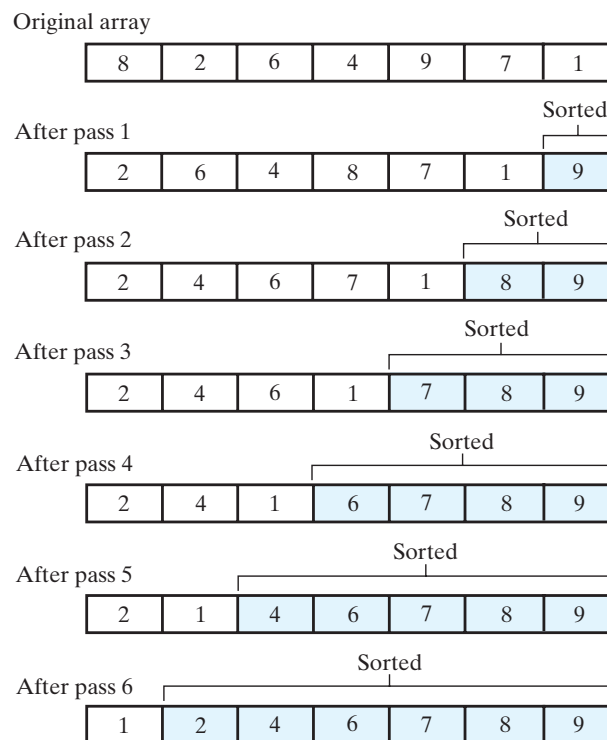 Original array
8 2 6 4 9 7 1
Sorted
After pass 1
2 6 4 8 7 1 9
Sorted
After pass 2
2 4 6 7 1 8 9
Sorted
After pass 3
2 4 6 1 7 8 9
Sorted
After pass 4
2 4 1 6 7 8 9
Sorted
After pass 5
2 1 4 6 7 8 9
Sorted
After pass 6
1 2 4 6 7 8 9